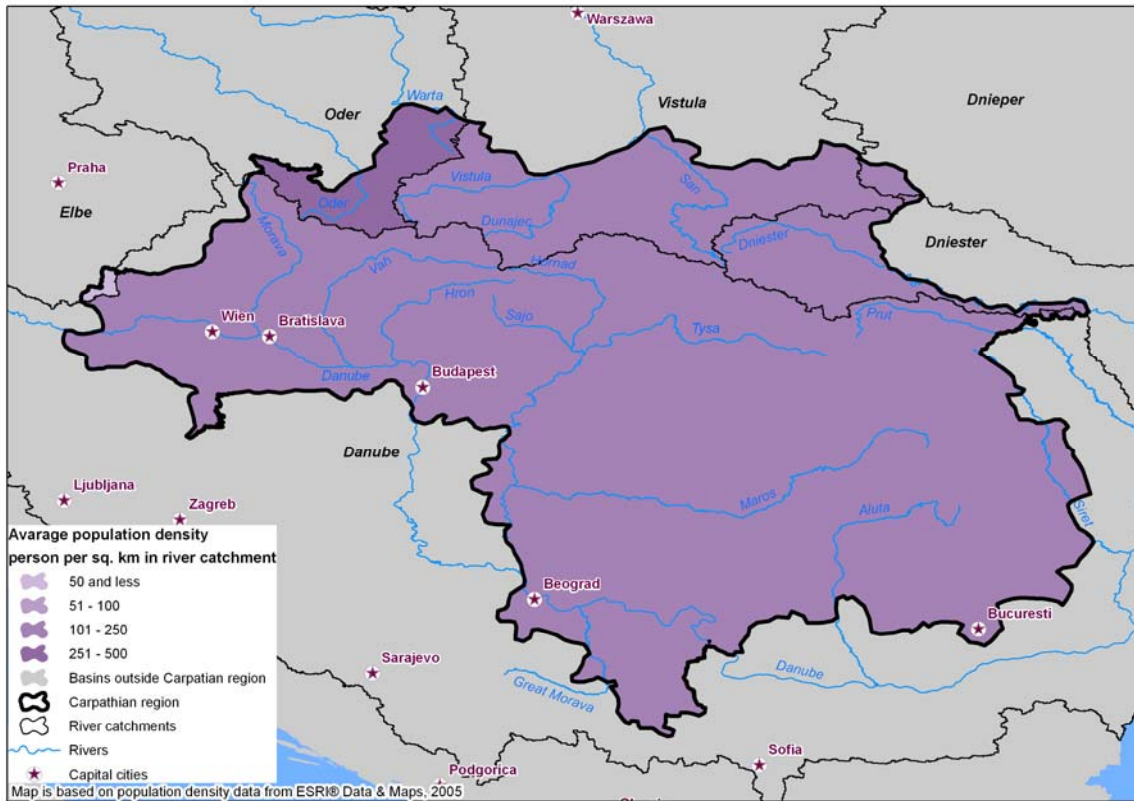 Warszawa
Warta
Oder
Vistula
Dnieper
Praha
Elbe
Vistula
San
Oder
Dunajec
Morava
Dniester
Dniester
Vah
Hornad
Hron
Sajo
Tysa
Prut
Wien
Bratislava
Danube
Budapest
Danube
Ljubljana
Zagreb
Maros
Aluta
Siret
Beograd
Bucuresti
Sarajevo
Great Morava
Danube
Sofia
Podgorica
Avarage population density
person per sq. km in river catchment
50 and less
51 - 100
101 - 250
251 - 500
Basins outside Carpatian region
Carpathian region
River catchments
Rivers
Capital cities
Map is based on population density data from ESRI® Data & Maps, 2005